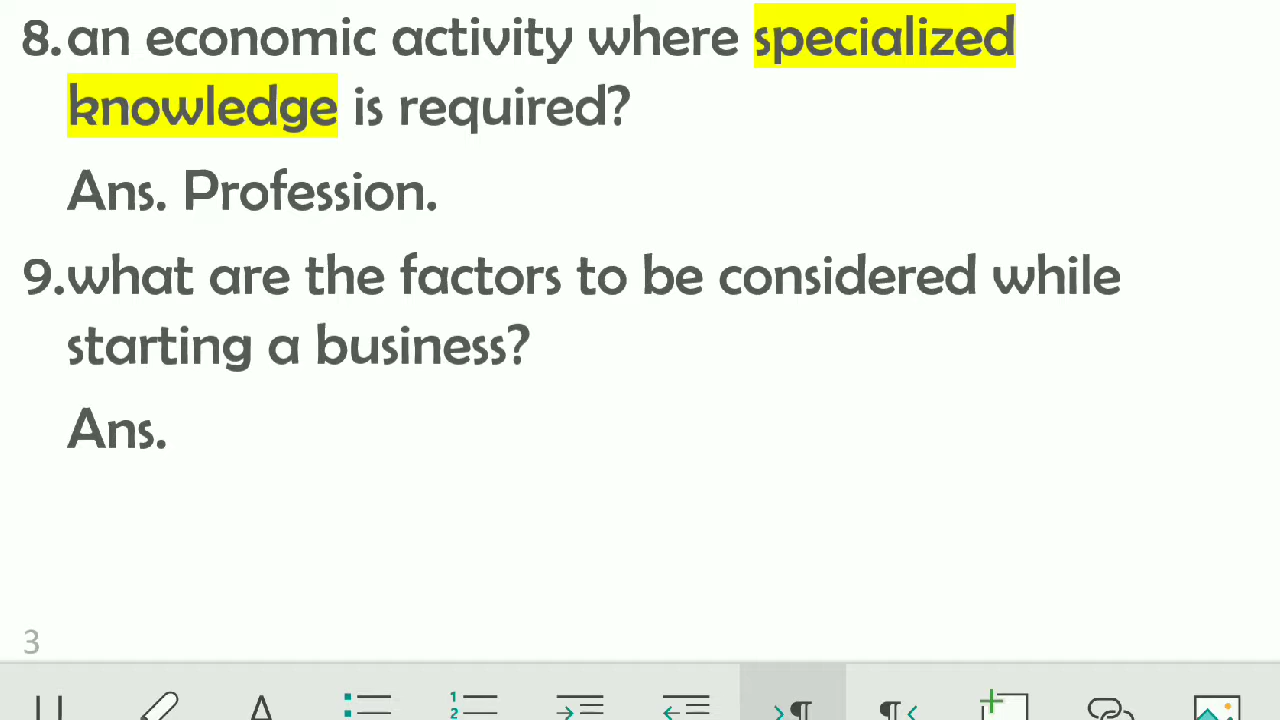 8. an economic activity where specialized
knowledge is required?
Ans. Profession.
9. what are the factors to be considered while
starting a business?
Ans.
3